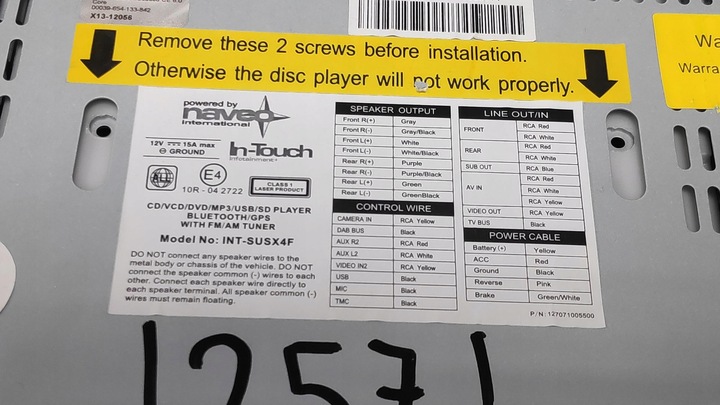 Core
00039-654-133-842
X13-12056
Remove these 2 screws before installation.
Otherwise the disc player will not work properly.
Wa
Warra
powered by
naveo
international
12V 15A max
⊖ GROUND
In-Touch
infotainment+
ALL
E4
10R - 04 2722
CLASS 1
LASER PRODUCT
CD/VCD/DVD/MP3/USB/SD PLAYER
BLUETOOTH/GPS
WITH FM/AM TUNER
Model No: INT-SUSX4F
DO NOT connect any speaker wires to the
metal body or chassis of the vehicle. DO NOT
connect the speaker common (-) wires to each
other. Connect each speaker wire directly to
each speaker terminal. All speaker common (-)
wires must remain floating.
SPEAKER OUTPUT
Front R(+) Gray
Front R(-) Gray/Black
Front L(+) White
Front L(-) White/Black
Rear R(+) Purple
Rear R(-) Purple/Black
Rear L(+) Green
Rear L(-) Green/Black
CONTROL WIRE
CAMERA IN RCA Yellow
DAB BUS Black
AUX R2 RCA Red
AUX L2 RCA White
VIDEO IN2 RCA Yellow
USB Black
MIC Black
TMC Black
LINE OUT/IN
FRONT RCA Red
RCA White
REAR RCA Red
RCA White
SUB OUT RCA Blue
AV IN RCA Red
RCA White
RCA Yellow
VIDEO OUT RCA Yellow
TV BUS Black
POWER CABLE
Battery (+) Yellow
ACC Red
Ground Black
Reverse Pink
Brake Green/White
P/N: 127071005500
12571